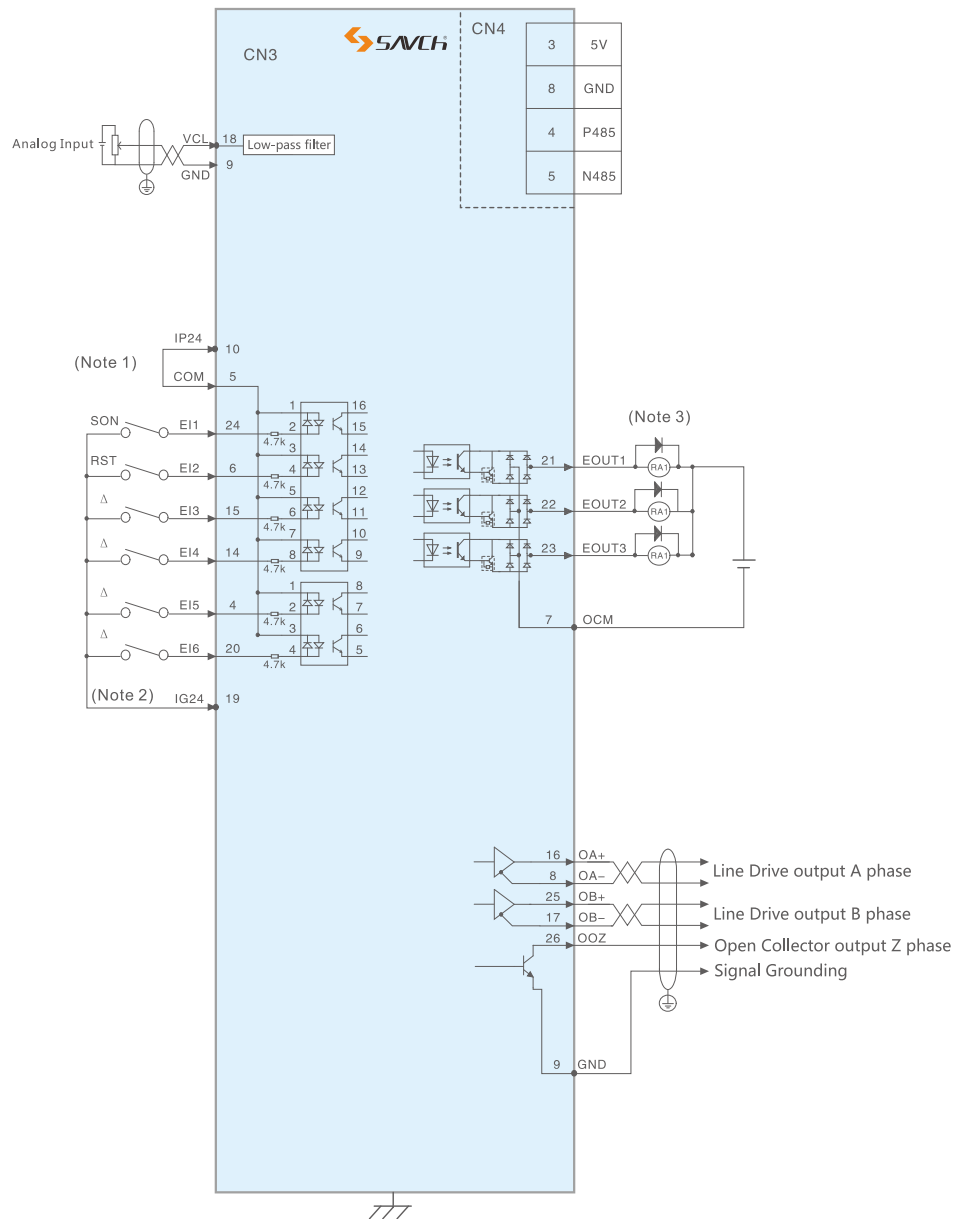 CN3
SAVCH
CN4
3 5V
8 GND
4 P485
5 N485
Analog Input
VCL 18 Low-pass filter
9
GND
IP24
10
(Note 1)
COM 5
1 16
SON EI1 24 4.7k 2 15
3 14
RST EI2 6 4.7k 4 13
5 12
Δ EI3 15 4.7k 6 11
7 10
Δ EI4 14 4.7k 8 9
1 8
Δ EI5 4 4.7k 2 7
3 6
Δ EI6 20 4.7k 4 5
(Note 2) IG24 19
(Note 3)
21 EOUT1 RA1
22 EOUT2 RA1
23 EOUT3 RA1
7 OCM
16 OA+
8 OA−
Line Drive output A phase
25 OB+
17 OB−
Line Drive output B phase
26 OOZ Open Collector output Z phase
Signal Grounding
9 GND